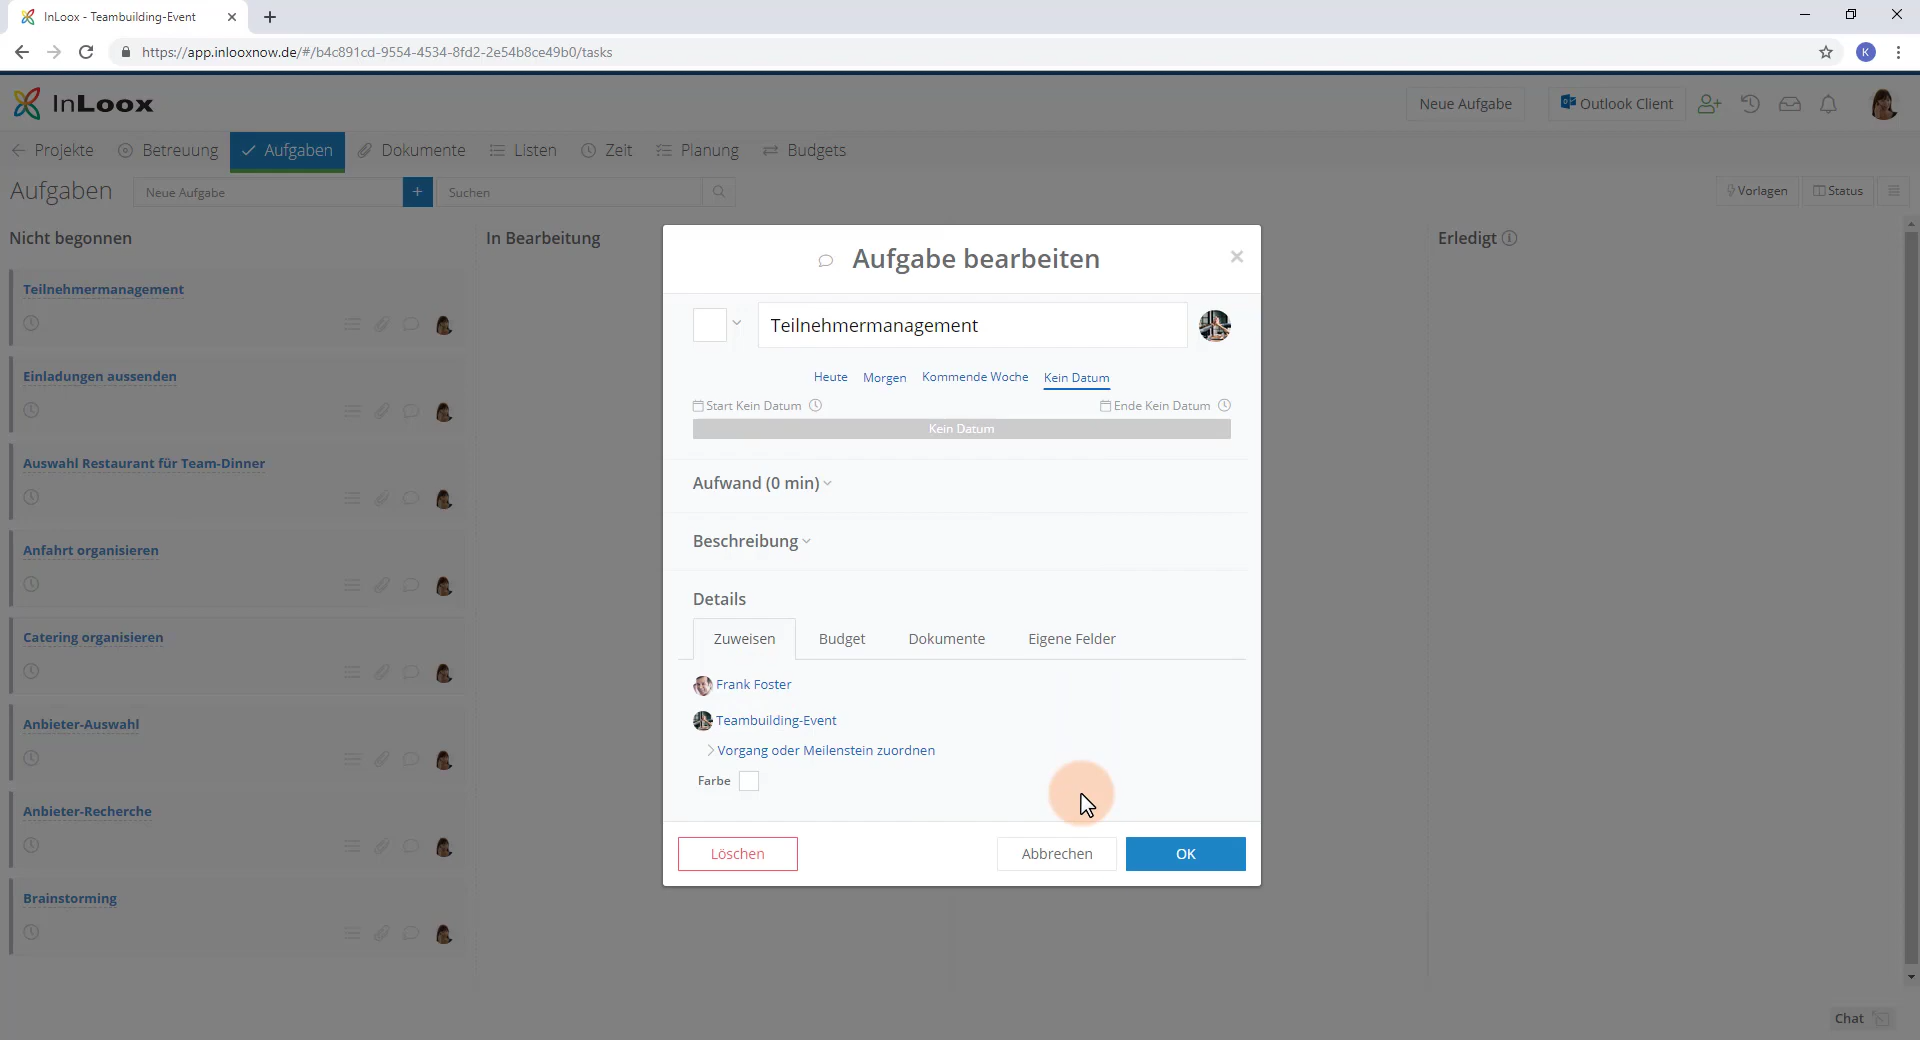 InLoox - Teambuilding-Event
https://app.inlooxnow.de/#/b4c891cd-9554-4534-8fd2-2e54b8ce49b0/tasks
K
InLoox
Neue Aufgabe
Outlook Client
Projekte
Betreuung
Aufgaben
Dokumente
Listen
Zeit
Planung
Budgets
Aufgaben
Neue Aufgabe
+
Suchen
Vorlagen
Status
Nicht begonnen
In Bearbeitung
Erledigt
Teilnehmermanagement
Einladungen aussenden
Auswahl Restaurant für Team-Dinner
Anfahrt organisieren
Catering organisieren
Anbieter-Auswahl
Anbieter-Recherche
Brainstorming
Aufgabe bearbeiten
Teilnehmermanagement
Heute
Morgen
Kommende Woche
Kein Datum
Start Kein Datum
Ende Kein Datum
Kein Datum
Aufwand (0 min)
Beschreibung
Details
Zuweisen
Budget
Dokumente
Eigene Felder
Frank Foster
Teambuilding-Event
Vorgang oder Meilenstein zuordnen
Farbe
Löschen
Abbrechen
OK
Chat